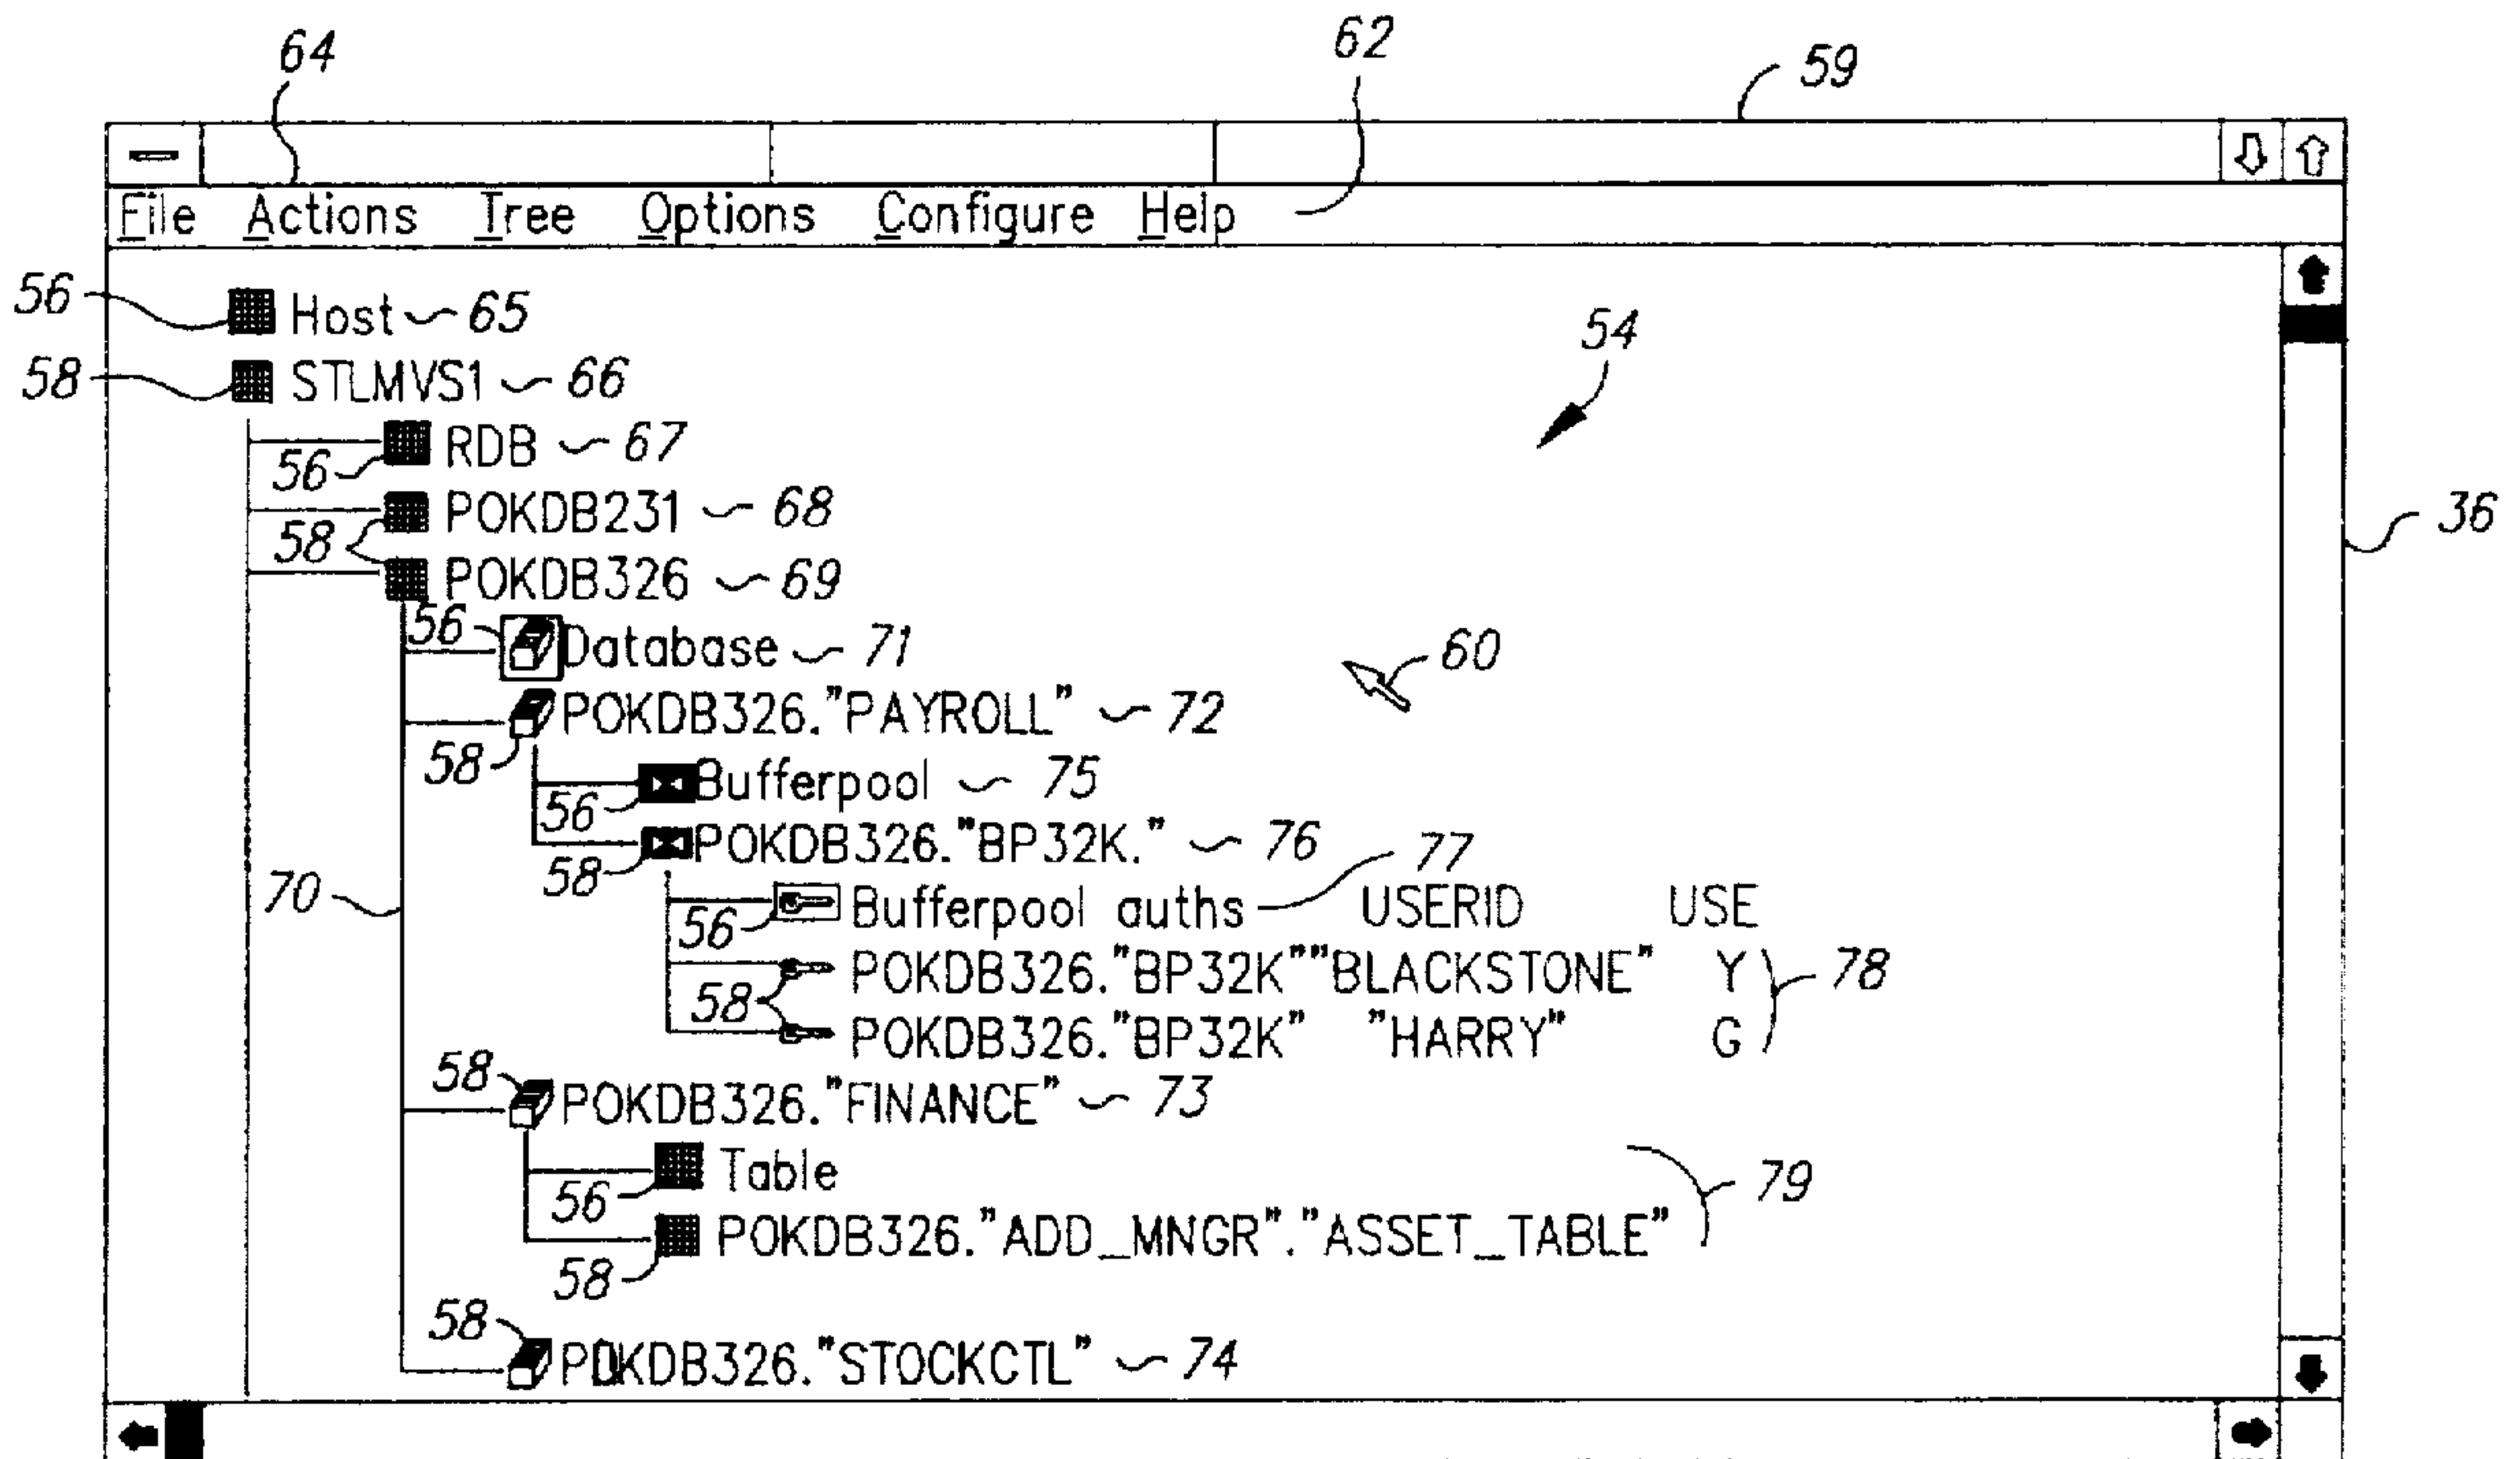 64 62 59
File Actions Tree Options Configure Help
56 Host 65
54
58 STLMVS1 66
RDB 67
56
POKDB231 68
36
58
POKDB326 69
56 Database 71
60
POKDB326."PAYROLL" 72
58
Bufferpool 75
56
POKDB326."BP32K." 76 77
58
70
Bufferpool auths USERID USE
56
POKDB326."BP32K""BLACKSTONE" Y
78
58
POKDB326."BP32K" "HARRY" G
58
POKDB326."FINANCE" 73
Table
79
56
POKDB326."ADD_MNGR"."ASSET_TABLE"
58
58
POKDB326."STOCKCTL" 74